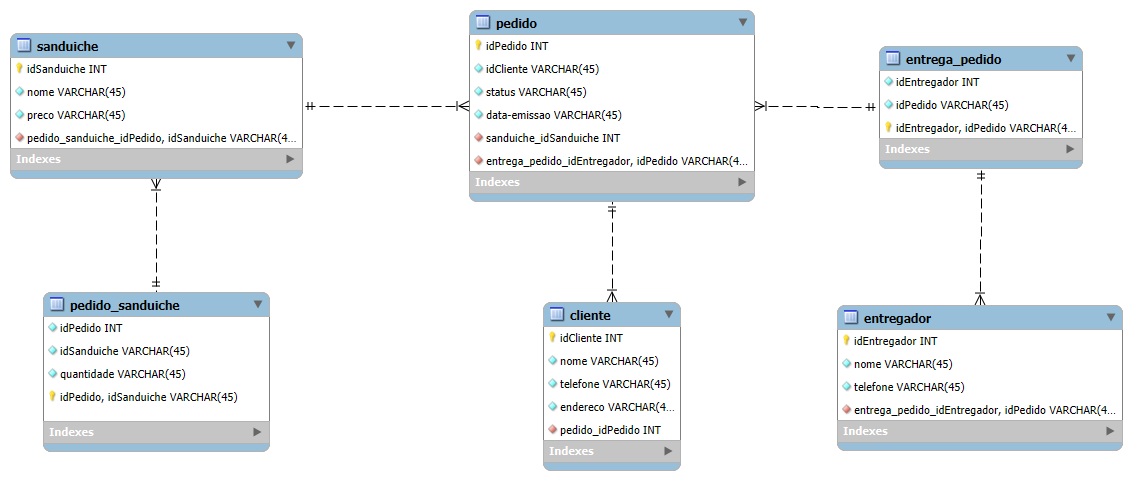 sanduiche
idSanduiche INT
nome VARCHAR(45)
preco VARCHAR(45)
pedido_sanduiche_idPedido, idSanduiche VARCHAR(4...
Indexes
pedido
idPedido INT
idCliente VARCHAR(45)
status VARCHAR(45)
data-emissao VARCHAR(45)
sanduiche_idSanduiche INT
entrega_pedido_idEntregador, idPedido VARCHAR(4...
Indexes
entrega_pedido
idEntregador INT
idPedido VARCHAR(45)
idEntregador, idPedido VARCHAR(4...
Indexes
pedido_sanduiche
idPedido INT
idSanduiche VARCHAR(45)
quantidade VARCHAR(45)
idPedido, idSanduiche VARCHAR(45)
Indexes
cliente
idCliente INT
nome VARCHAR(45)
telefone VARCHAR(45)
endereco VARCHAR(4...
pedido_idPedido INT
Indexes
entregador
idEntregador INT
nome VARCHAR(45)
telefone VARCHAR(45)
entrega_pedido_idEntregador, idPedido VARCHAR(4...
Indexes